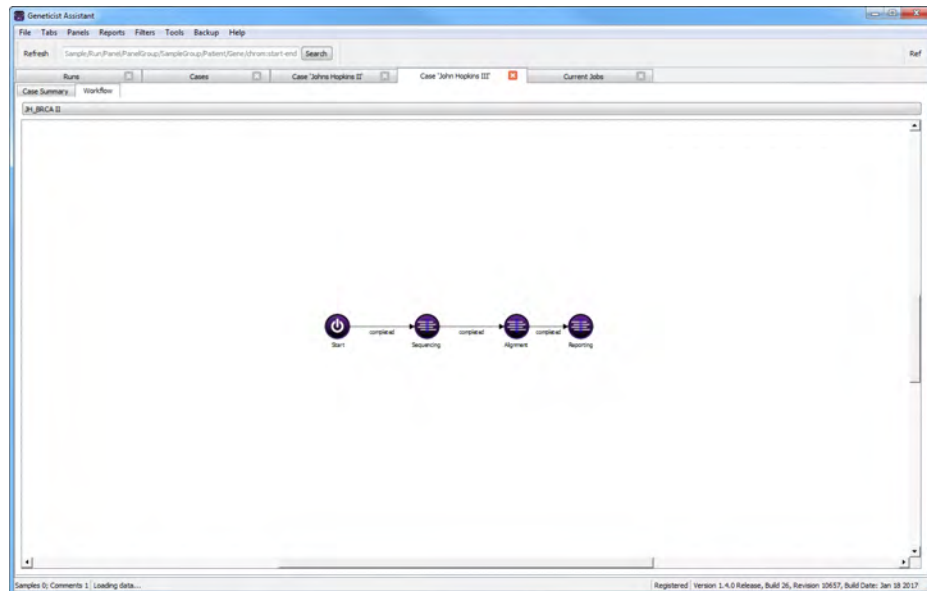 Geneticist Assistant
File Tabs Panels Reports Filters Tools Backup Help
Refresh Sample/Run/Panel/PanelGroup/SampleGroup/Patient/Gene/chrom:start-end Search Ref
Runs Cases Case 'Johns Hopkins II' Case 'John Hopkins III' Current Jobs
Case Summary Workflow
JH_BRCA II
completed completed completed
Start Sequencing Alignment Reporting
Samples 0; Comments 1 Loading data... Registered Version 1.4.0 Release, Build 26, Revision 10657, Build Date: Jan 18 2017